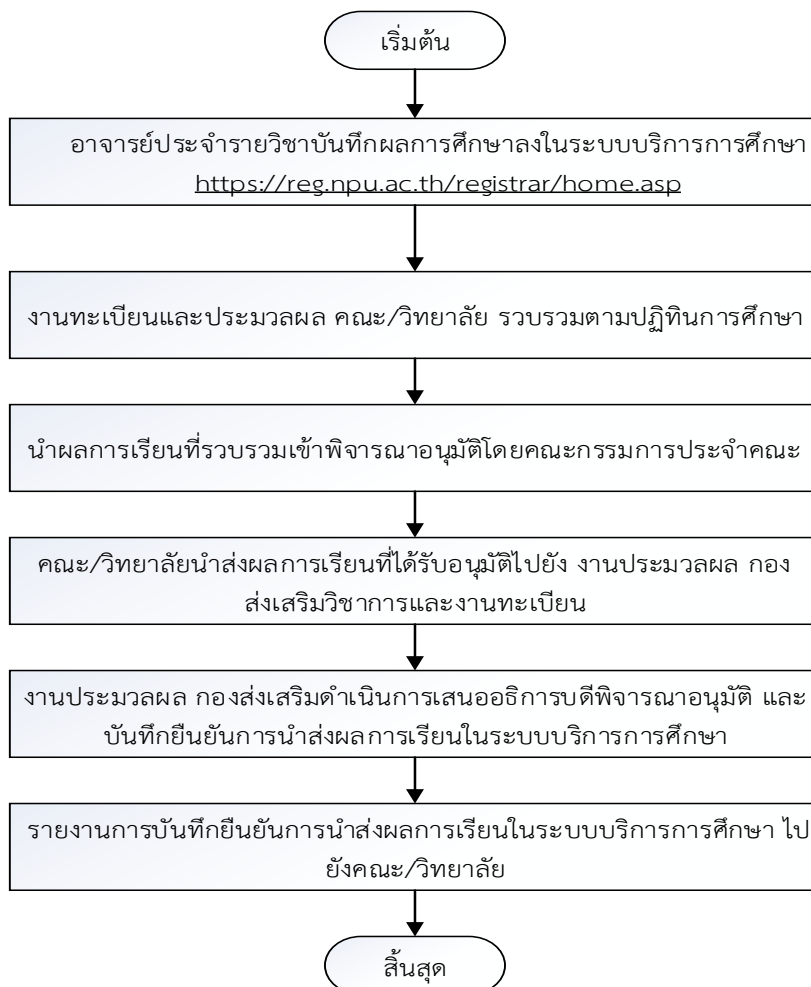 เริ่มต้น
อาจารย์ประจำรายวิชาบันทึกผลการศึกษาลงในระบบบริการการศึกษา
https://reg.npu.ac.th/registrar/home.asp
งานทะเบียนและประมวลผล คณะ/วิทยาลัย รวบรวมตามปฏิทินการศึกษา
นำผลการเรียนที่รวบรวมเข้าพิจารณาอนุมัติโดยคณะกรรมการประจำคณะ
คณะ/วิทยาลัยนำส่งผลการเรียนที่ได้รับอนุมัติไปยัง งานประมวลผล กอง
ส่งเสริมวิชาการและงานทะเบียน
งานประมวลผล กองส่งเสริมดำเนินการเสนออธิการบดีพิจารณาอนุมัติ และ
บันทึกยืนยันการนำส่งผลการเรียนในระบบบริการการศึกษา
รายงานการบันทึกยืนยันการนำส่งผลการเรียนในระบบบริการการศึกษา ไป
ยังคณะ/วิทยาลัย
สิ้นสุด